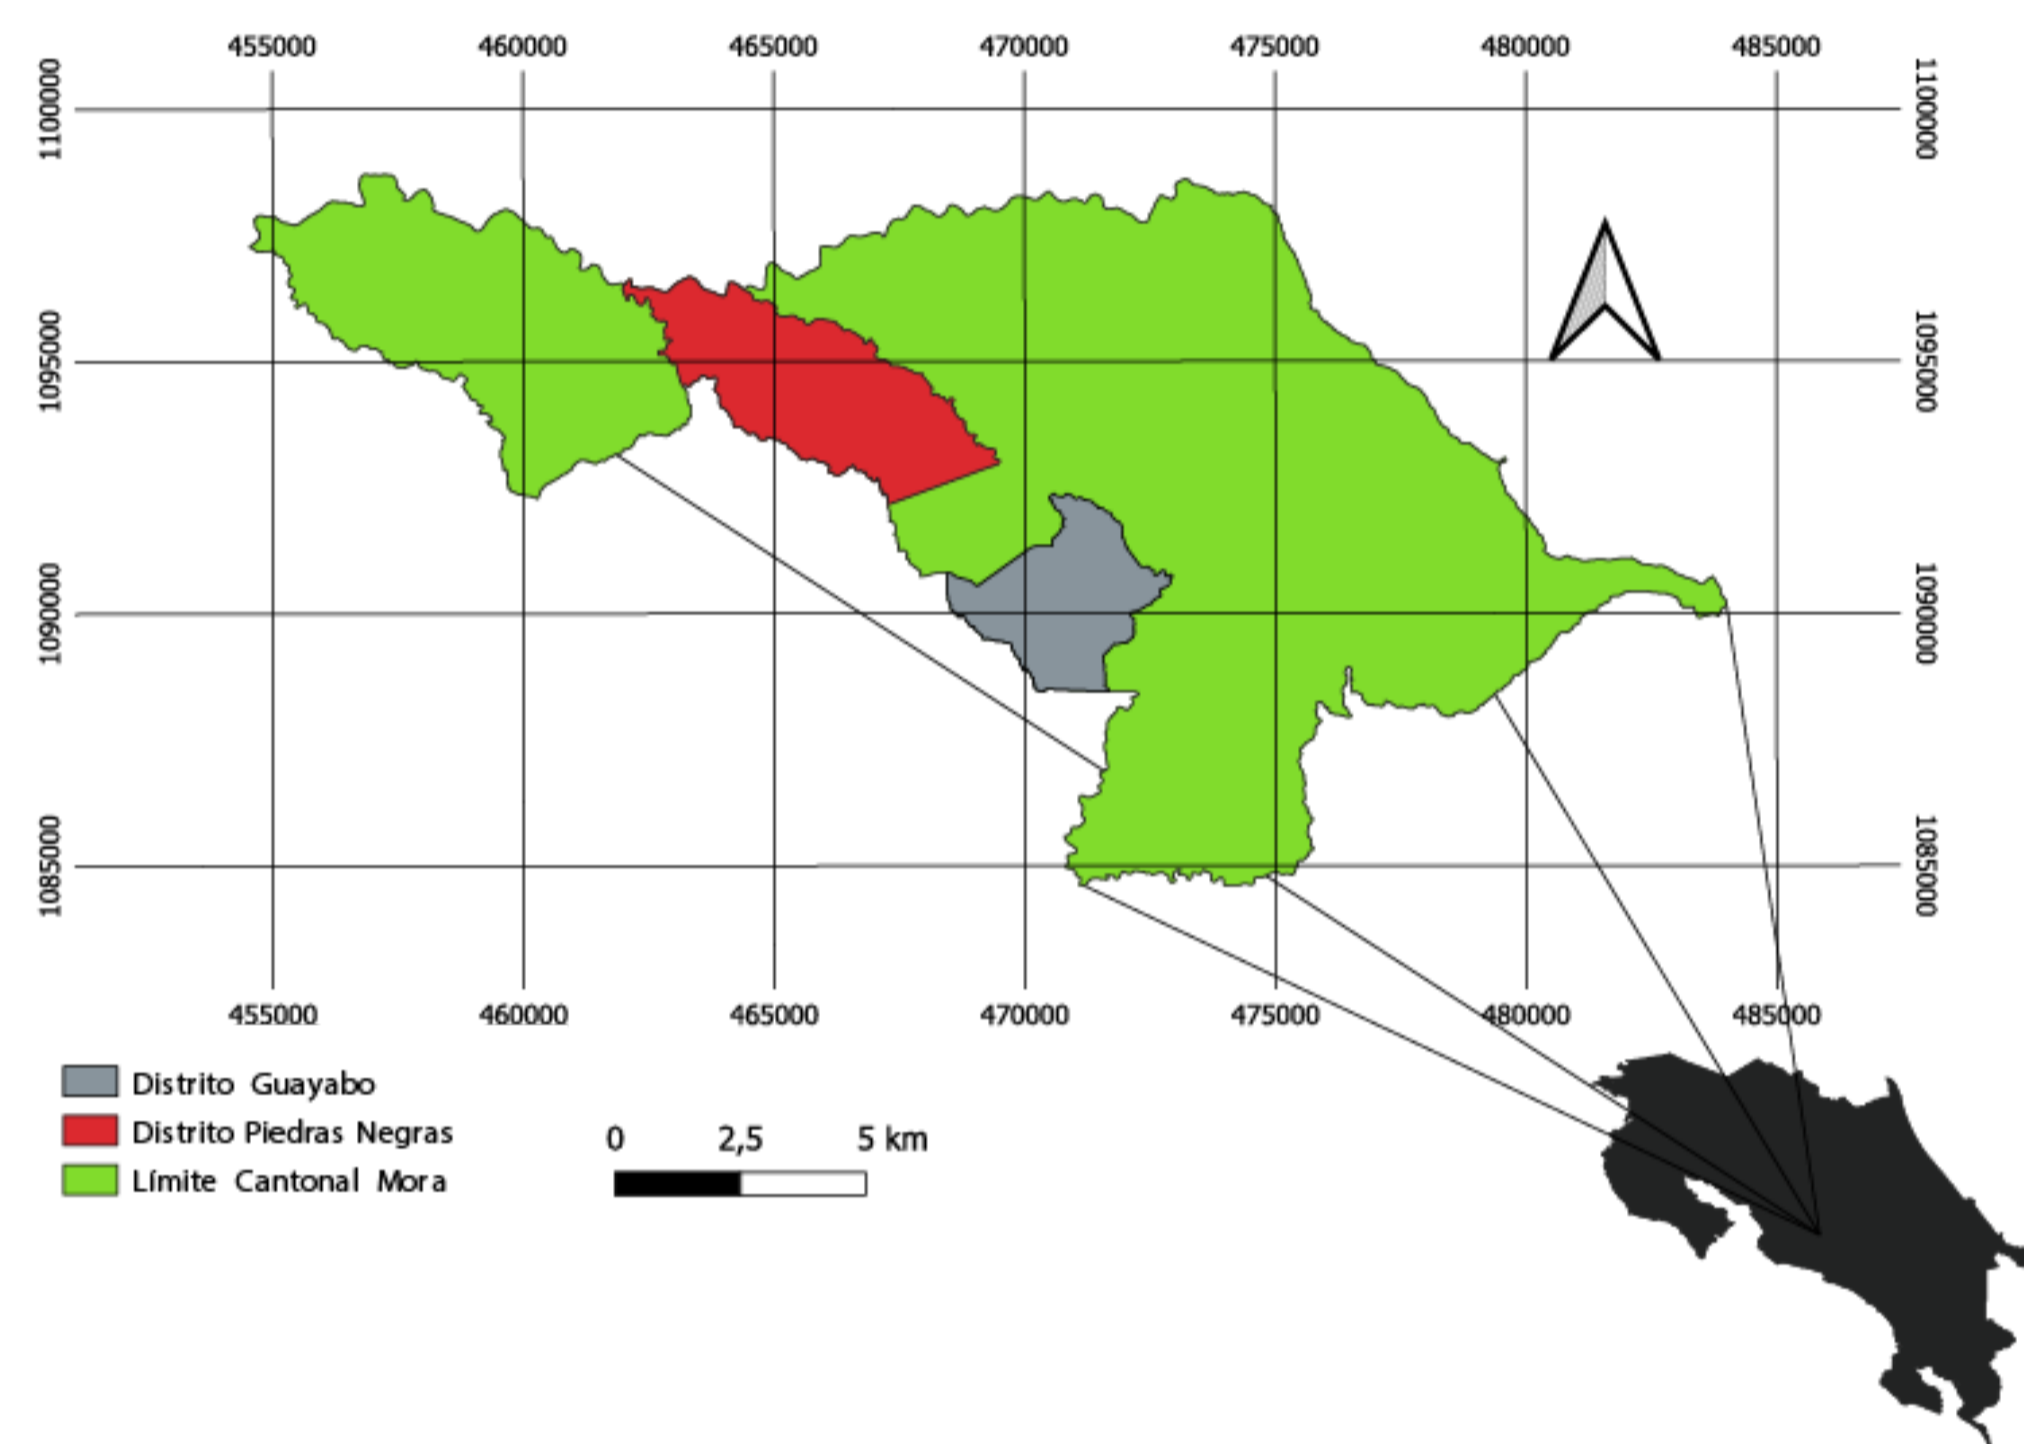 455000 460000 465000 470000 475000 480000 485000
1100000 1100000
1095000 1095000
1090000 1090000
1085000 1085000
455000 460000 465000 470000 475000 480000 485000
Distrito Guayabo
Distrito Piedras Negras
Límite Cantonal Mora
0 2,5 5 km